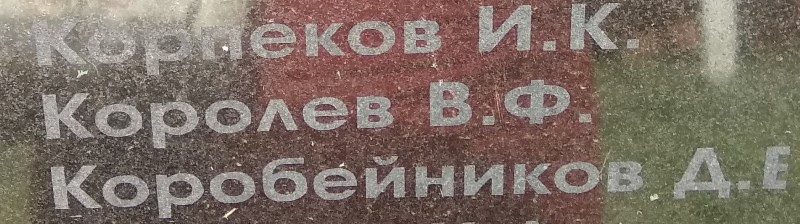 Корпеков И.К.
Королев В.Ф.
Коробейников Д.Е